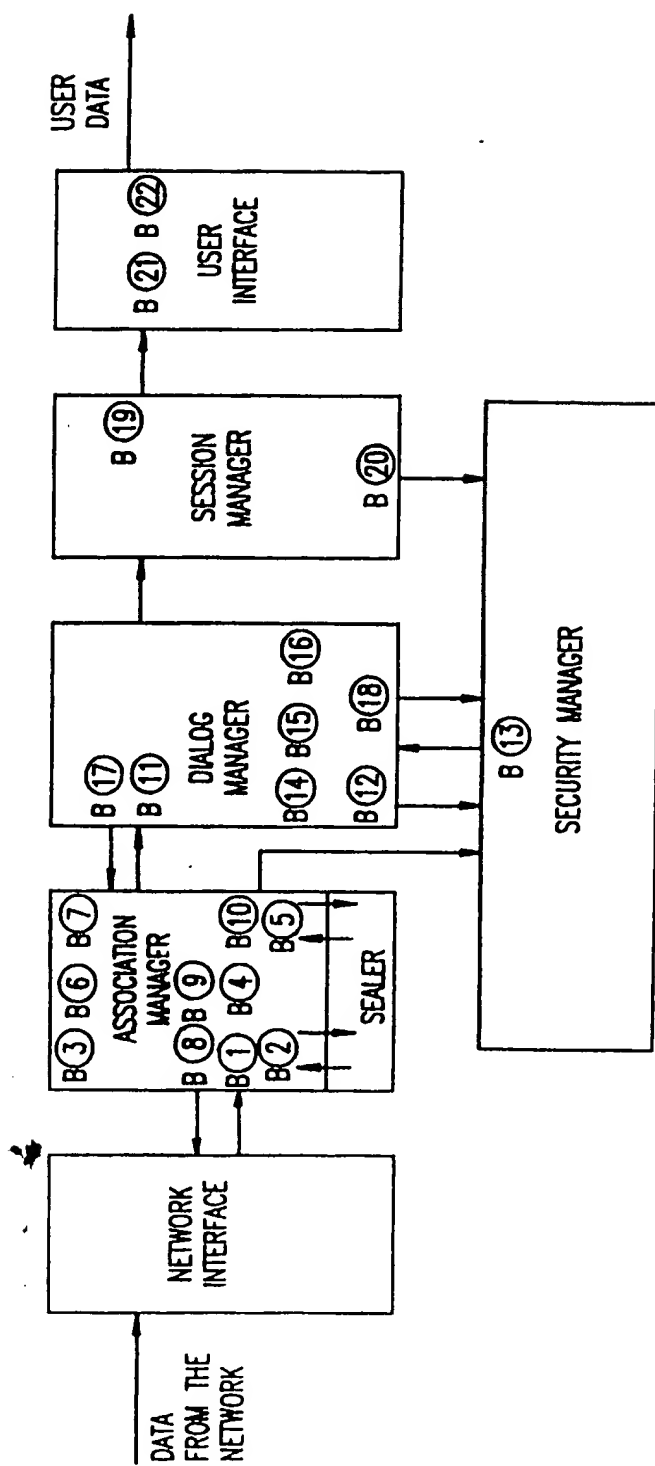 DATA
FROM THE
NETWORK
NETWORK
INTERFACE
B 3
B 6
B 7
ASSOCIATION
MANAGER
B 8
B 9
B 1
B 4
B 10
B 2
B 5
SEALER
B 17
B 11
DIALOG
MANAGER
B 14
B 15
B 16
B 12
B 18
B 19
SESSION
MANAGER
B 20
B 21
B 22
USER
INTERFACE
USER
DATA
B 13
SECURITY MANAGER